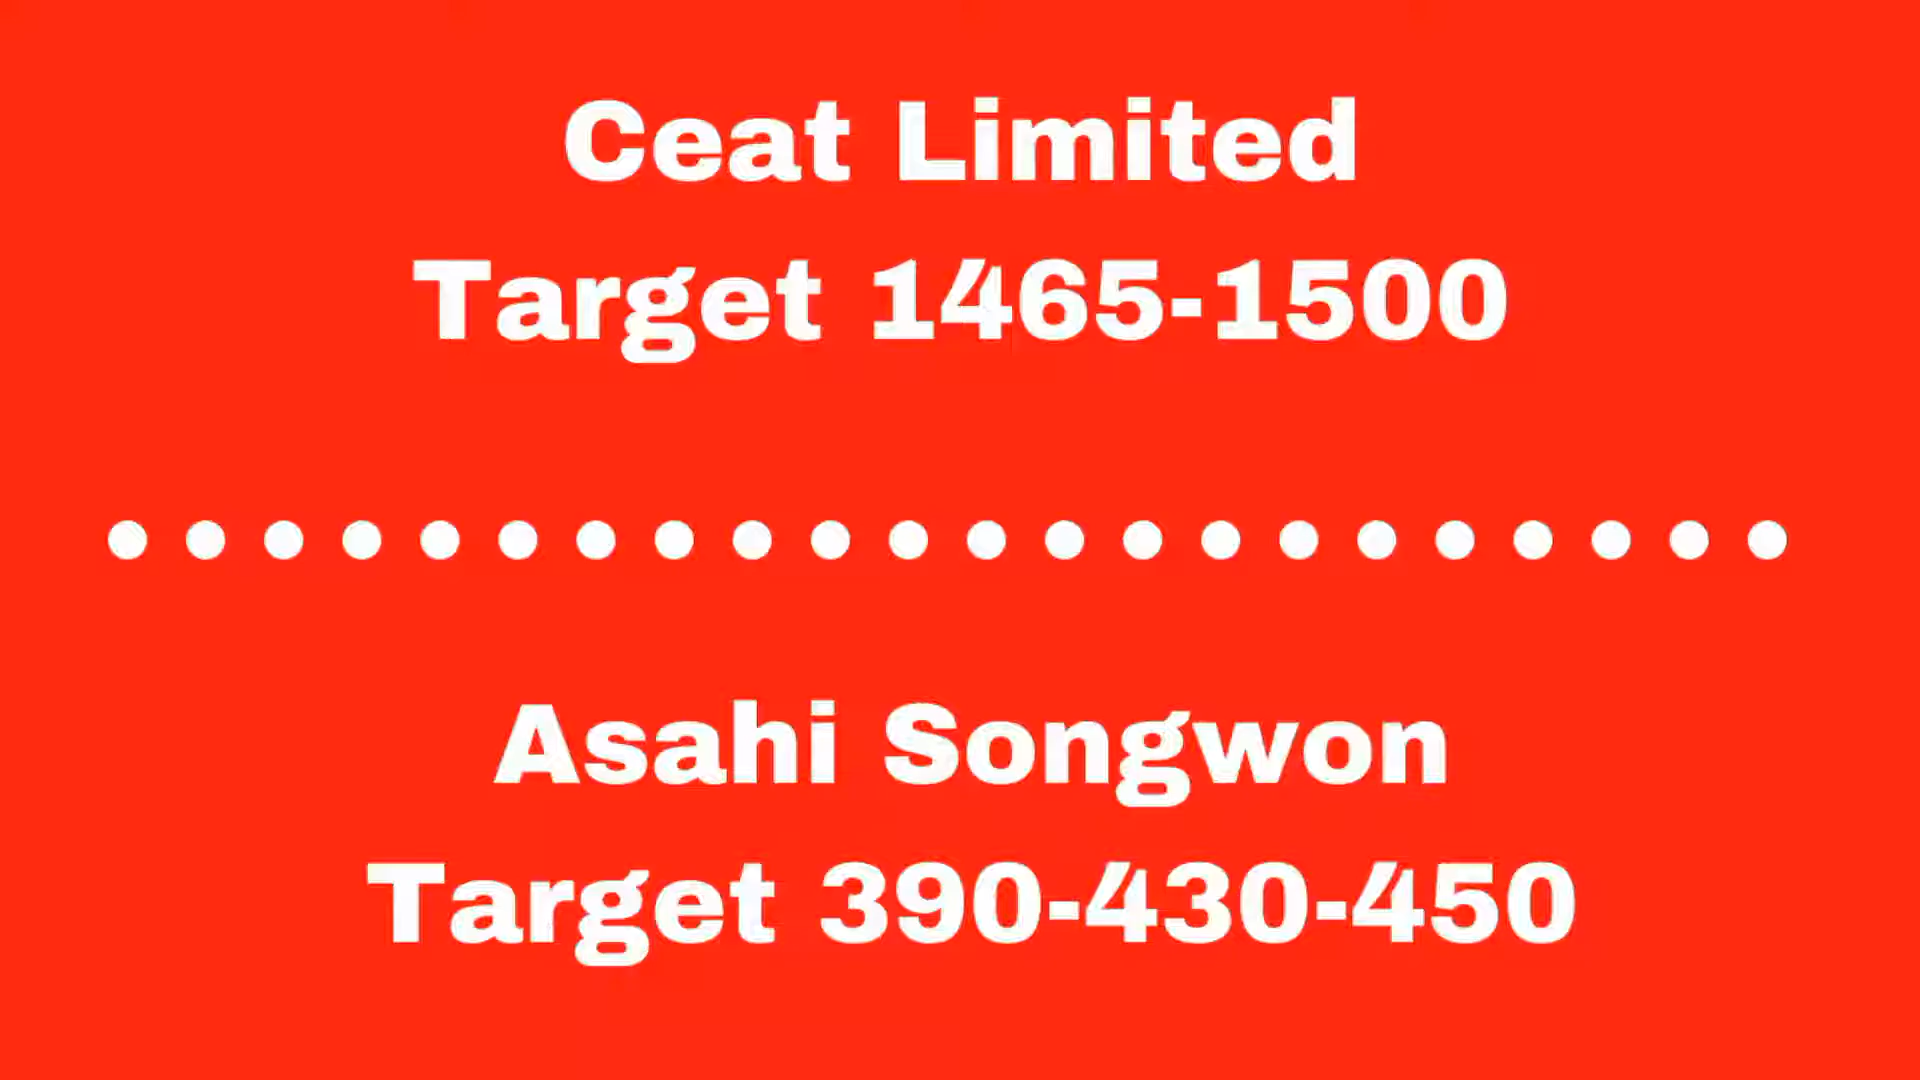 Ceat Limited
Target 1465-1500
Asahi Songwon
Target 390-430-450